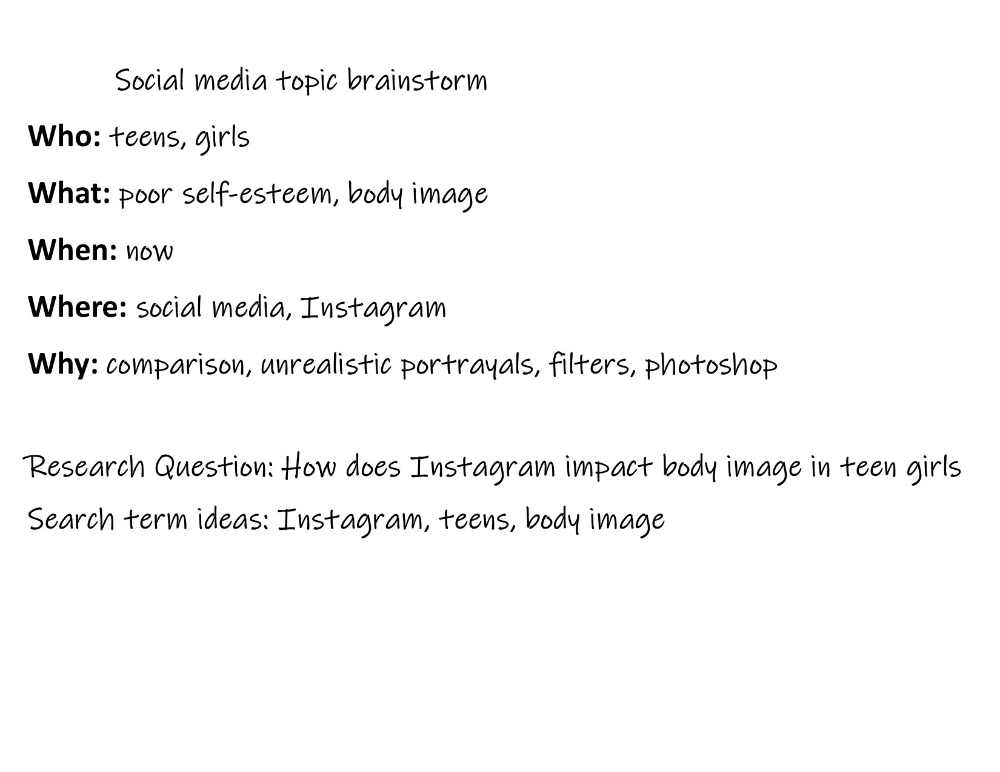 Social media topic brainstorm
Who: teens, girls
What: poor self-esteem, body image
When: now
Where: social media, Instagram
Why: comparison, unrealistic portrayals, filters, photoshop
Research Question: How does Instagram impact body image in teen girls
Search term ideas: Instagram, teens, body image